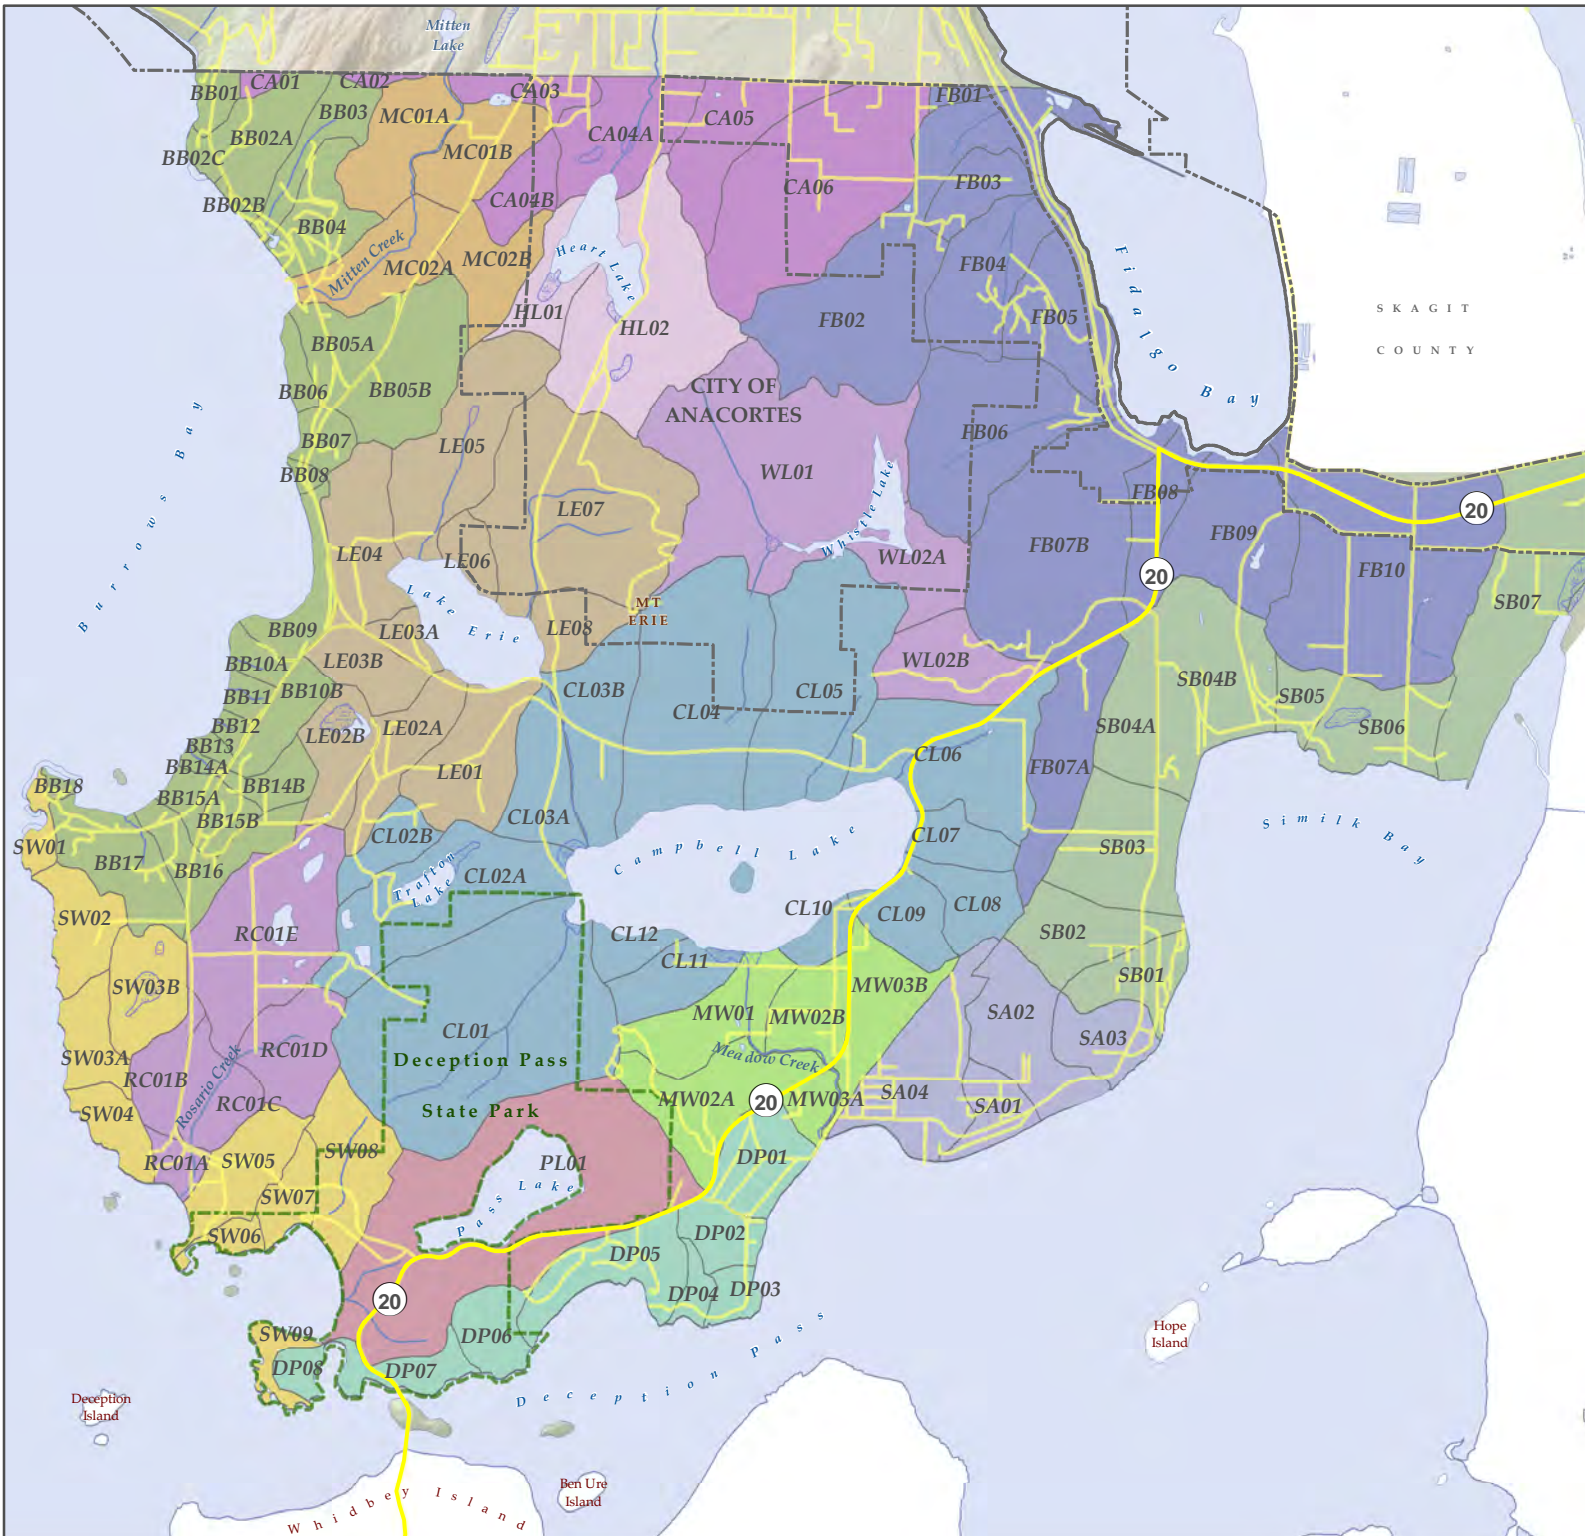 Mitten
Lake
CA01
CA02
CA03
BB01
BB03
MC01A
CA05
FB01
BB02A
CA04A
BB02C
MC01B
CA06
FB03
BB02B
CA04B
BB04
Mitten Creek
MC02A
MC02B
Heart Lake
FB04
Fidalgo Bay
HL01
HL02
FB02
FB05
SKAGIT
COUNTY
BB05A
BB05B
BB06
CITY OF
ANACORTES
BB07
LE05
FB06
BB08
WL01
Burrows Bay
LE07
Whistle Lake
FB08
20
FB09
LE04
LE06
WL02A
FB07B
FB10
20
SB07
Lake Erie
MT
ERIE
BB09
LE03A
LE08
LE03B
WL02B
BB10A
BB10B
BB11
CL03B
CL05
SB04B
SB05
CL04
BB12
LE02B
LE02A
SB04A
SB06
BB13
BB14A
CL06
FB07A
BB18
BB14B
LE01
BB15A
BB15B
CL03A
CL02B
CL07
Campbell Lake
Similk Bay
SW01
SB03
BB17
BB16
Trafton
Lake
CL02A
SW02
CL10
CL09
CL08
RC01E
CL12
SB02
CL11
SB01
SW03B
MW03B
MW01
MW02B
SA02
CL01
SW03A
RC01D
SA03
Deception Pass
Meadow Creek
RC01B
Rosario Creek
State Park
RC01C
MW02A
20
MW03A
SA04
SA01
SW04
SW08
RC01A
SW05
PL01
DP01
Pass Lake
SW07
SW06
DP02
DP05
20
DP04
DP03
SW09
DP06
Hope
Island
DP08
DP07
Deception Pass
Deception
Island
Ben Ure
Island
Whidbey Island